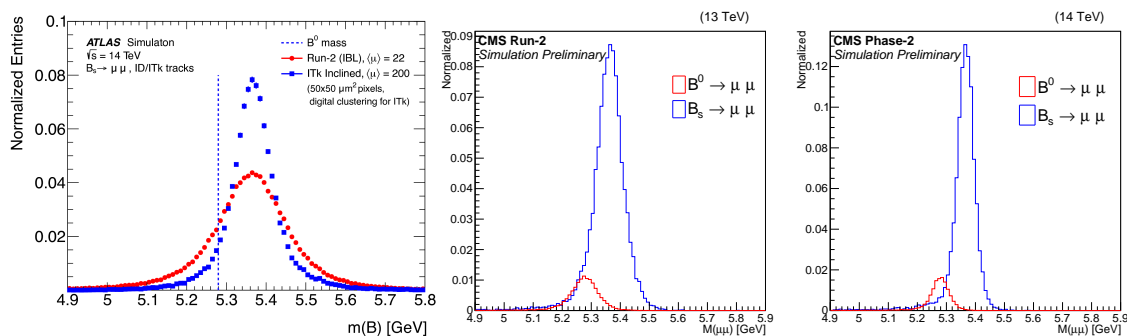 0.1
0.08
0.06
0.04
0.02
Normalized Entries
ATLAS Simulaton
√s = 14 TeV
B_s→ μ μ , ID/ITk tracks
B⁰ mass
Run-2 (IBL), ⟨μ⟩ = 22
ITk Inclined, ⟨μ⟩ = 200
(50x50 μm² pixels,
digital clustering for ITk)
4.9 5 5.1 5.2 5.3 5.4 5.5 5.6 5.7 5.8
m(B) [GeV]
(13 TeV)
Normalized
0.09
0.08
0.07
0.06
0.05
0.04
0.03
0.02
0.01
0
CMS Run-2
Simulation Preliminary
B⁰ → μ μ
B_s → μ μ
4.9 5 5.1 5.2 5.3 5.4 5.5 5.6 5.7 5.8 5.9
M(μμ) [GeV]
(14 TeV)
Normalized
0.12
0.1
0.08
0.06
0.04
0.02
0
CMS Phase-2
Simulation Preliminary
B⁰ → μ μ
B_s → μ μ
4.9 5 5.1 5.2 5.3 5.4 5.5 5.6 5.7 5.8 5.9
M(μμ) [GeV]